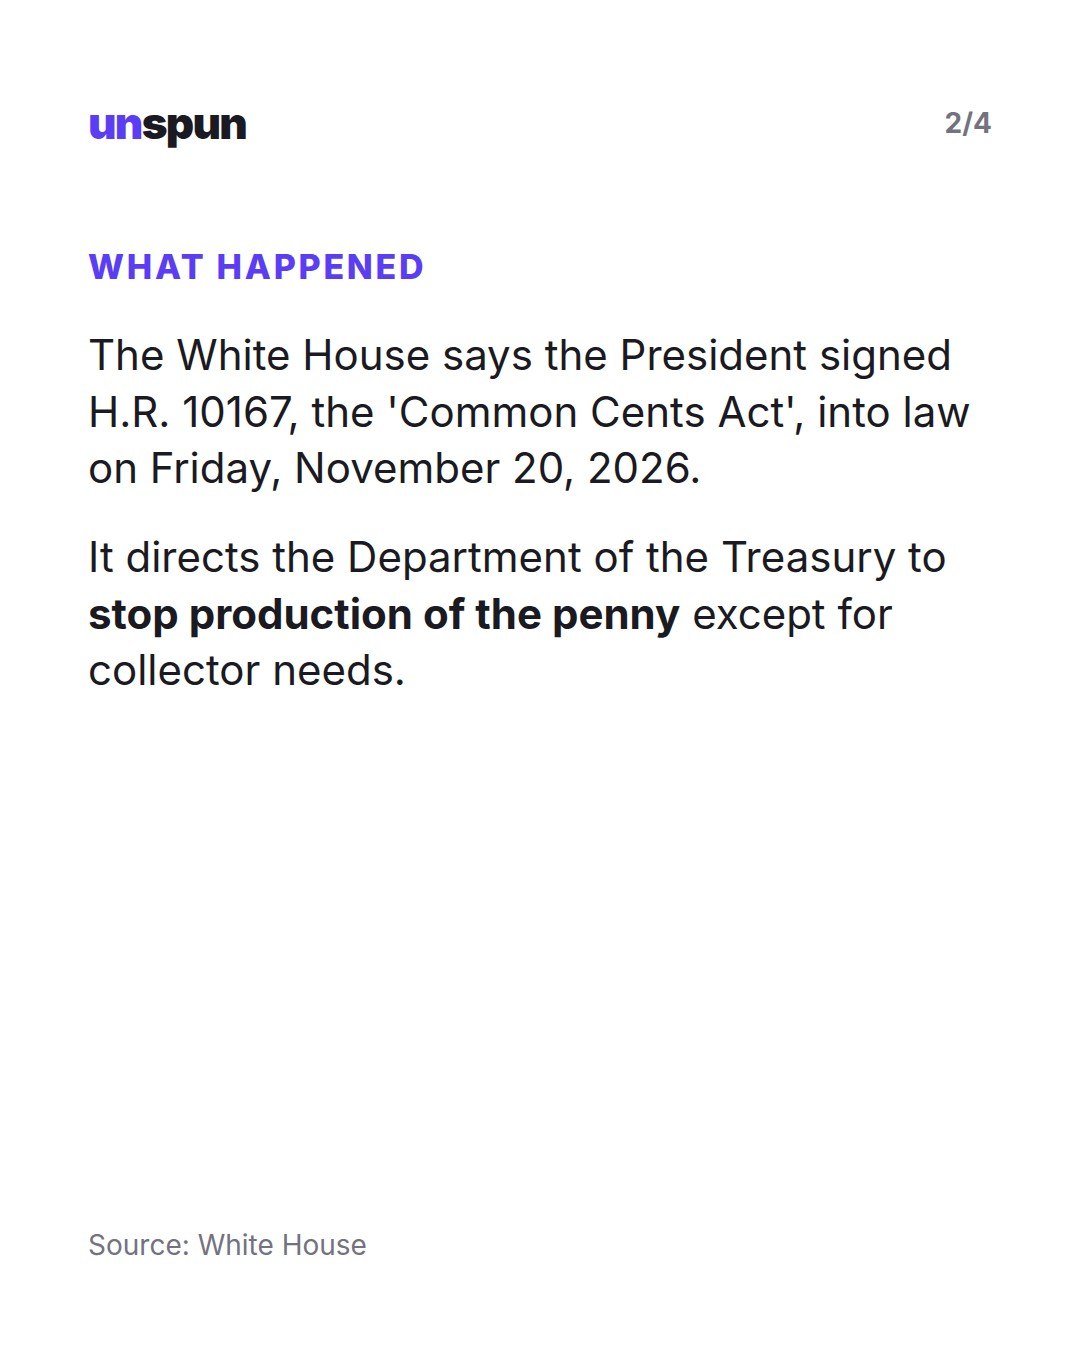 unspun
2/4
WHAT HAPPENED
The White House says the President signed
H.R. 10167, the 'Common Cents Act', into law
on Friday, November 20, 2026.
It directs the Department of the Treasury to
stop production of the penny except for
collector needs.
Source: White House